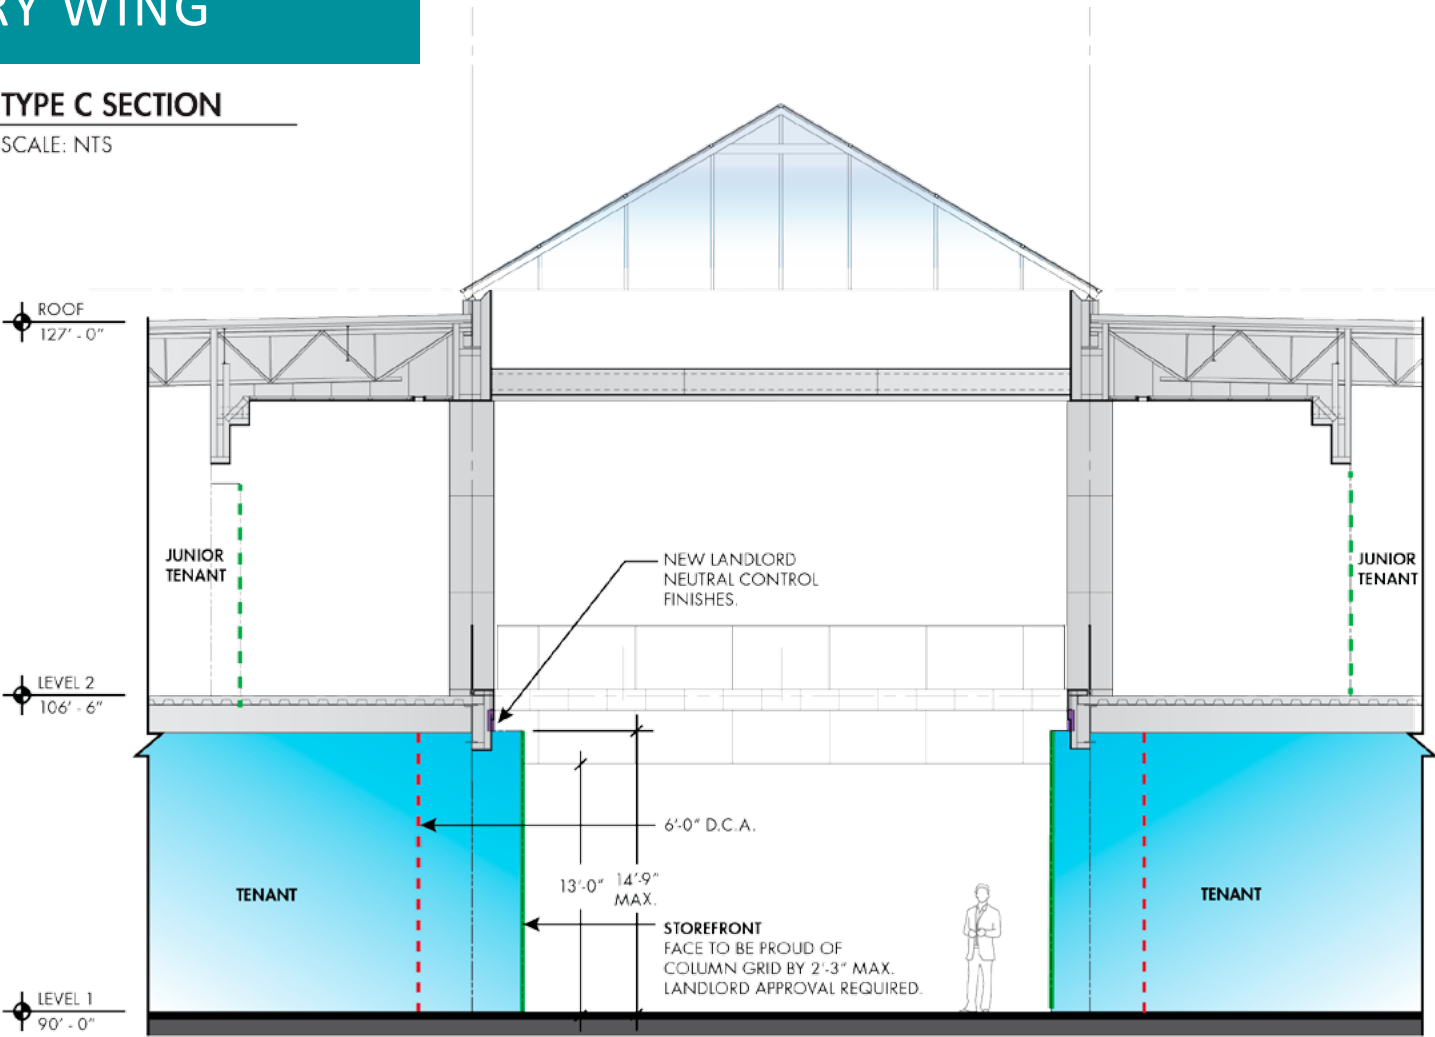 RY WING
TYPE C SECTION
SCALE: NTS
ROOF
127' - 0"
JUNIOR
TENANT
JUNIOR
TENANT
NEW LANDLORD
NEUTRAL CONTROL
FINISHES.
LEVEL 2
106' - 6"
6'-0" D.C.A.
13'-0"
14'-9"
MAX.
TENANT
TENANT
STOREFRONT
FACE TO BE PROUD OF
COLUMN GRID BY 2'-3" MAX.
LANDLORD APPROVAL REQUIRED.
LEVEL 1
90' - 0"